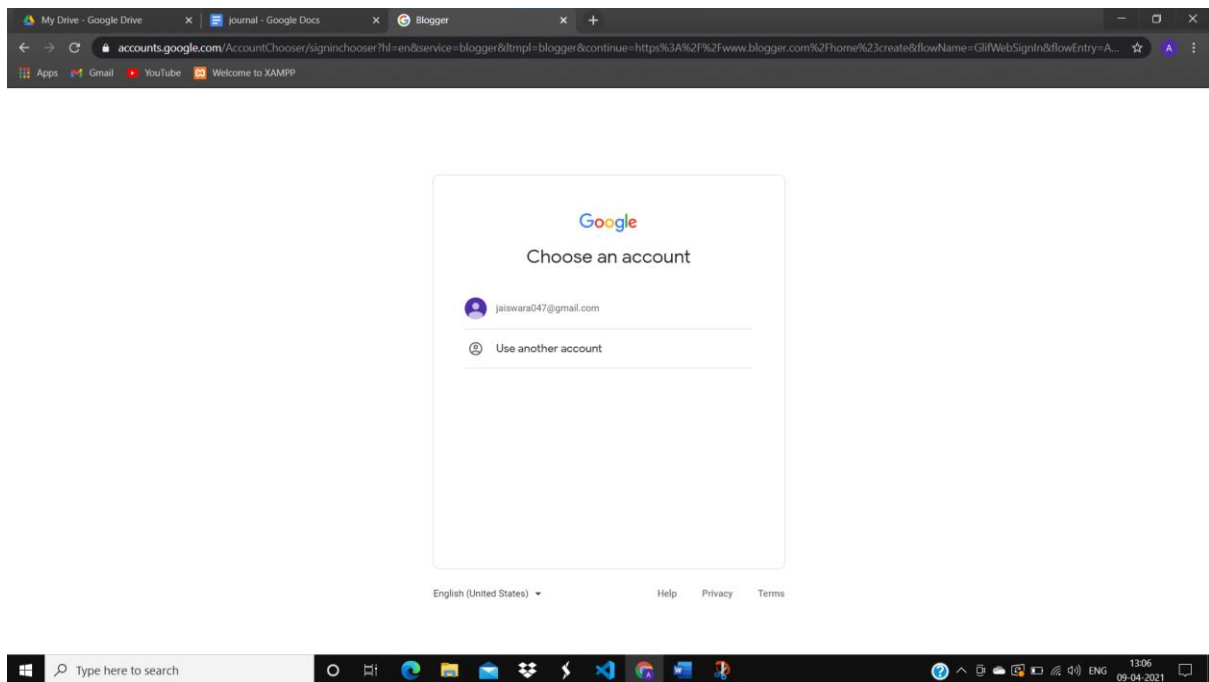 My Drive - Google Drive
journal - Google Docs
Blogger
accounts.google.com/AccountChooser/signinchooser?hl=en&service=blogger&ltmpl=blogger&continue=https%3A%2F%2Fwww.blogger.com%2Fhome%23create&flowName=GlifWebSignIn&flowEntry=A...
A
Apps
Gmail
YouTube
Welcome to XAMPP
Google
Choose an account
jaiswara047@gmail.com
Use another account
English (United States)
Help
Privacy
Terms
Type here to search
ENG
13:06
09-04-2021